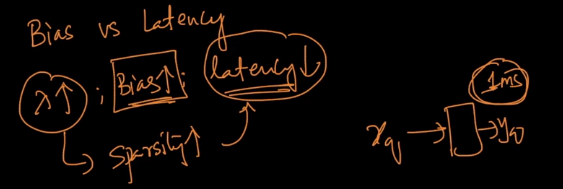 Bias vs Latency
λ↑ ; Bias↑; latency↓
Sparsity↑
1ms
xq → → yq